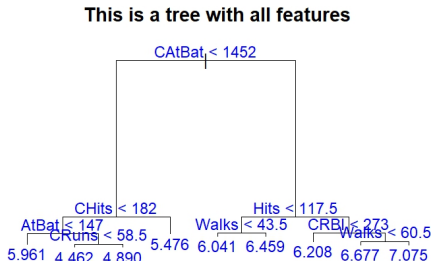 This is a tree with all features
CAtBat < 1452
CHits < 182
Hits < 117.5
AtBat < 147
Walks < 43.5
CRBI < 273
CRuns < 58.5
Walks < 60.5
5.961
4.462
4.890
5.476
6.041
6.459
6.208
6.677
7.075